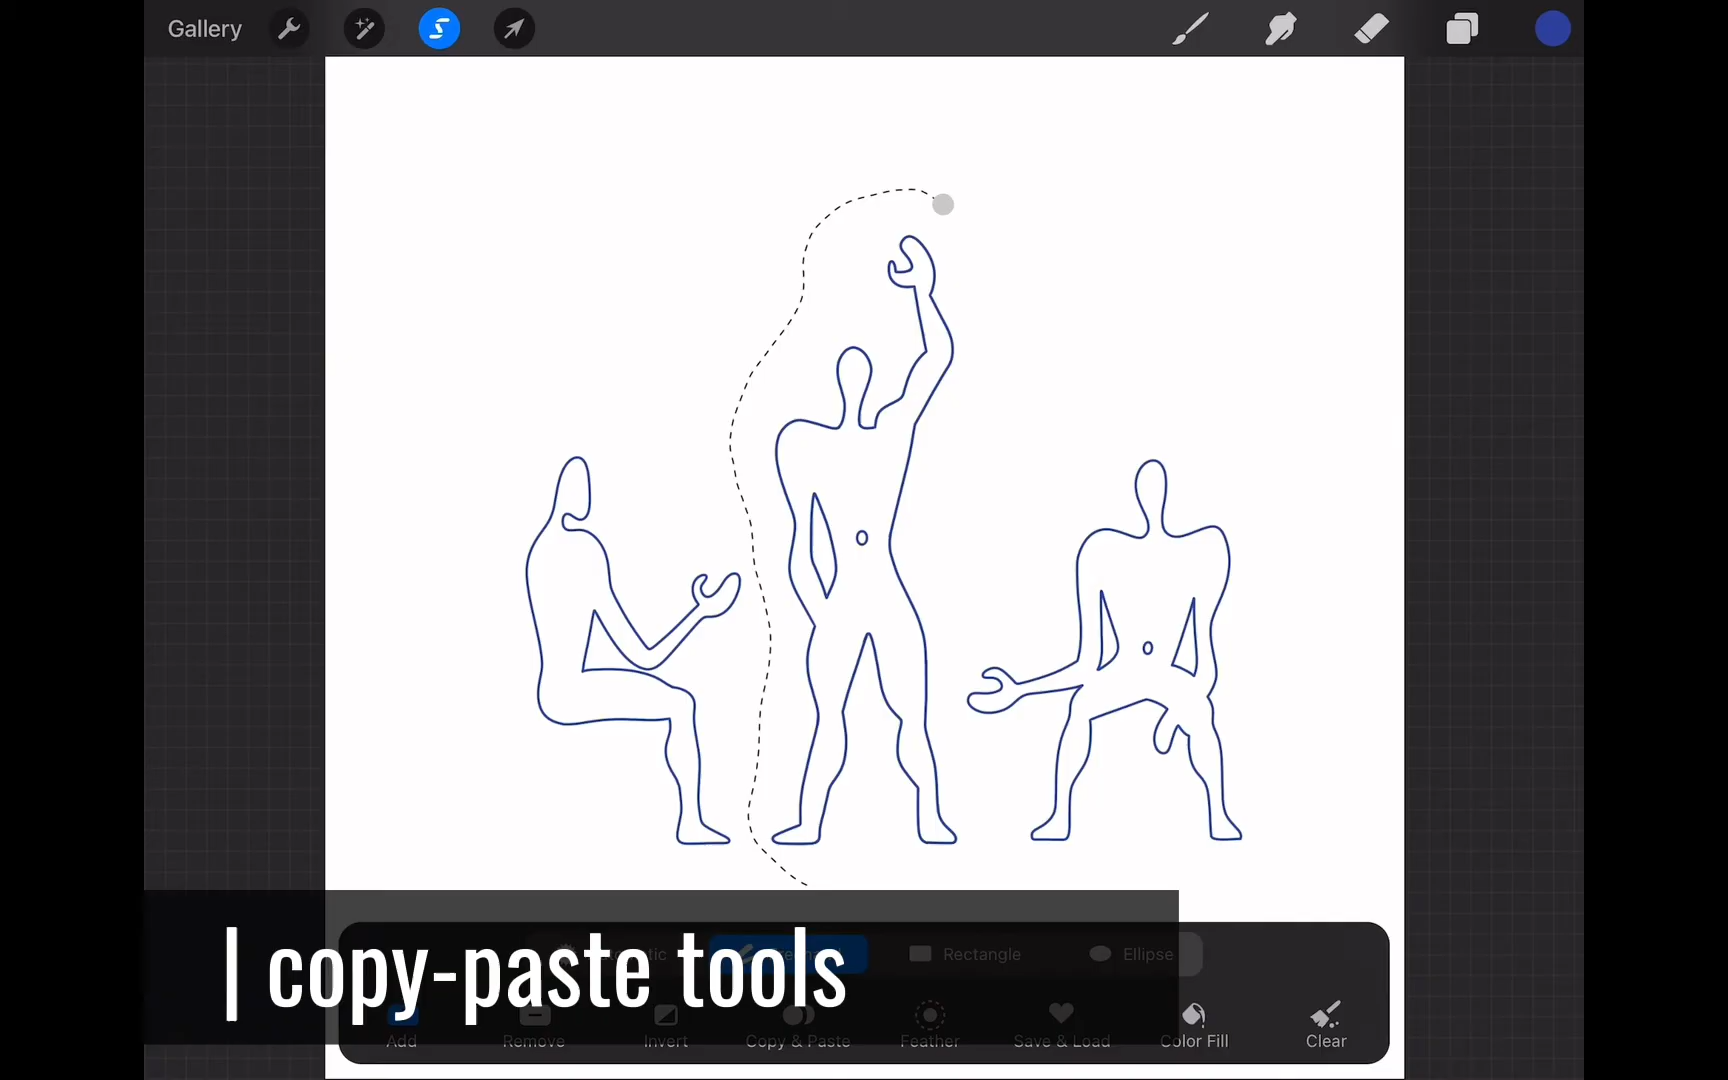 Gallery
Rectangle
Ellipse
| copy-paste tools
Add
Remove
Invert
Copy & Paste
Feather
Save & Load
Color Fill
Clear